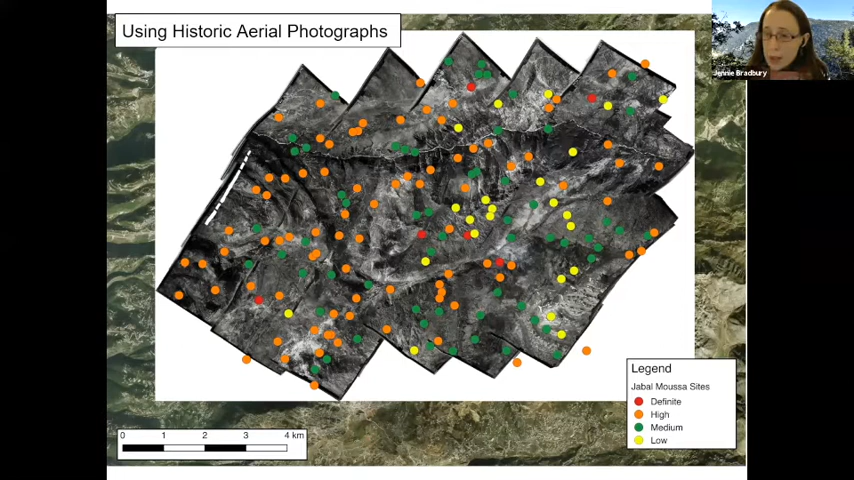 Using Historic Aerial Photographs
Jennie Bradbury
Legend
Jabal Moussa Sites
Definite
High
Medium
Low
0 1 2 3 4 km